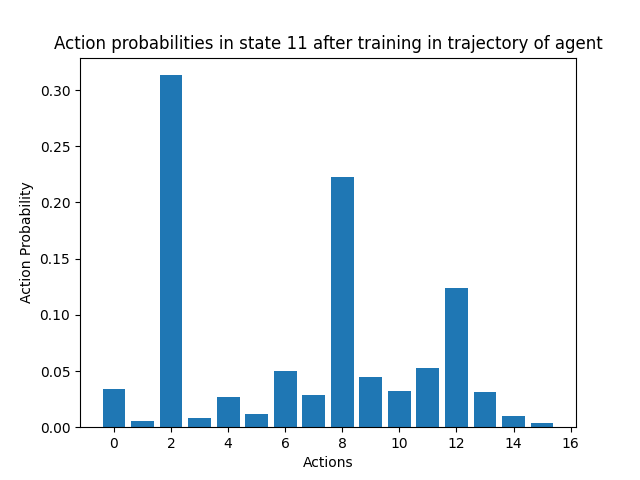 Action probabilities in state 11 after training in trajectory of agent
0.30
0.25
0.20
0.15
0.10
0.05
0.00
Action Probability
0 2 4 6 8 10 12 14 16
Actions